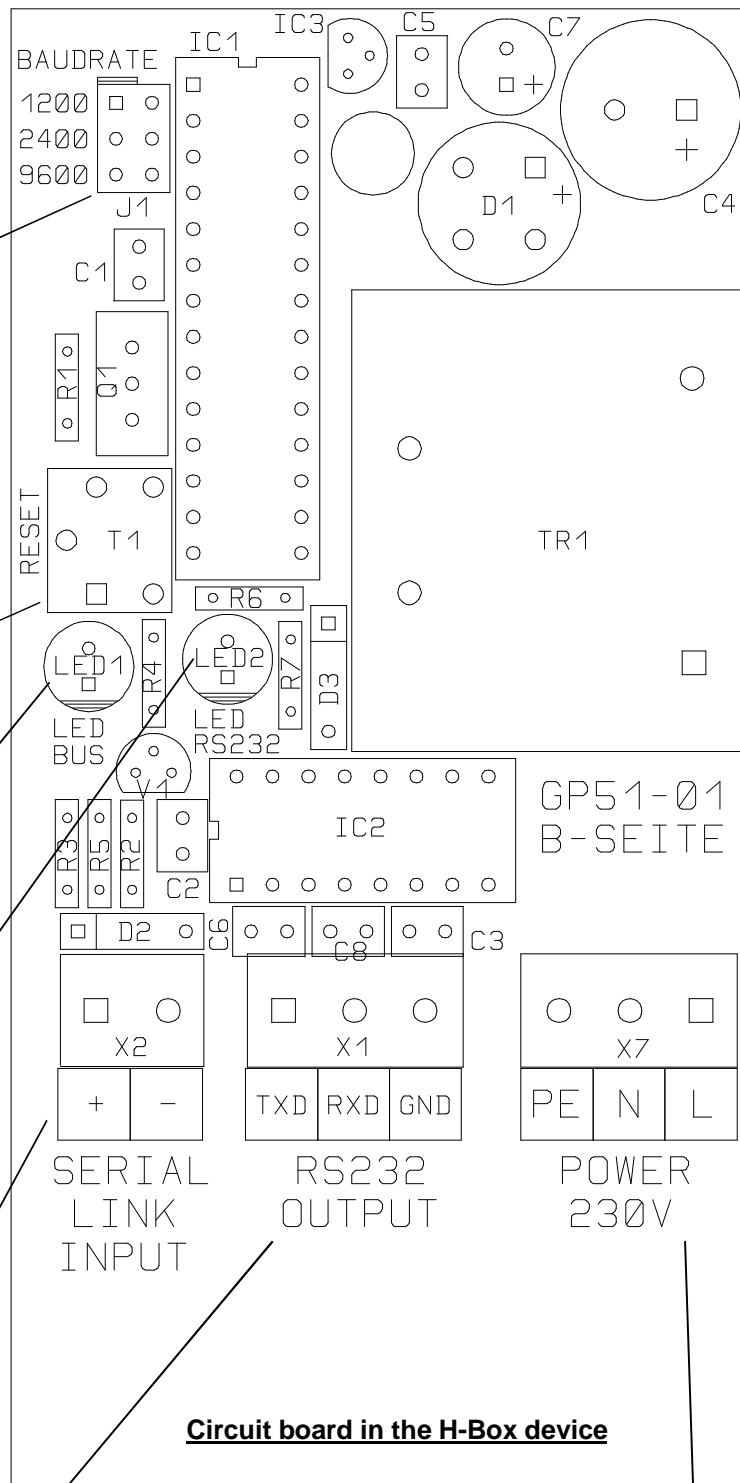 IC3
C5
C7
IC1
BAUDRATE
1200
2400
9600
J1
+
+
D1
+
C4
C1
R1
Q1
RESET
T1
TR1
R6
LED1
R4
LED2
R7
D3
LED
BUS
LED
RS232
V1
GP51-01
B-SEITE
IC2
R3
R5
R2
C2
D2
C6
C8
C3
X2
X1
X7
+ -
TXD RXD GND
PE N L
SERIAL
LINK
INPUT
RS232
OUTPUT
POWER
230V
Circuit board in the H-Box device